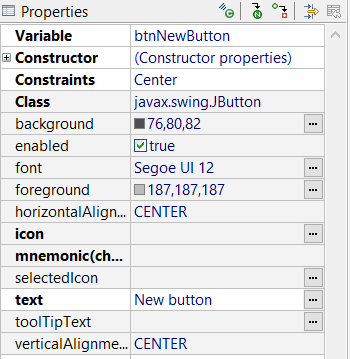 Properties
Variable btnNewButton
Constructor (Constructor properties)
Constraints Center
Class javax.swing.JButton
background 76,80,82 ...
enabled true
font Segoe UI 12 ...
foreground 187,187,187 ...
horizontalAlign... CENTER
icon ...
mnemonic(ch...
selectedIcon ...
text New button ...
toolTipText ...
verticalAlignme... CENTER